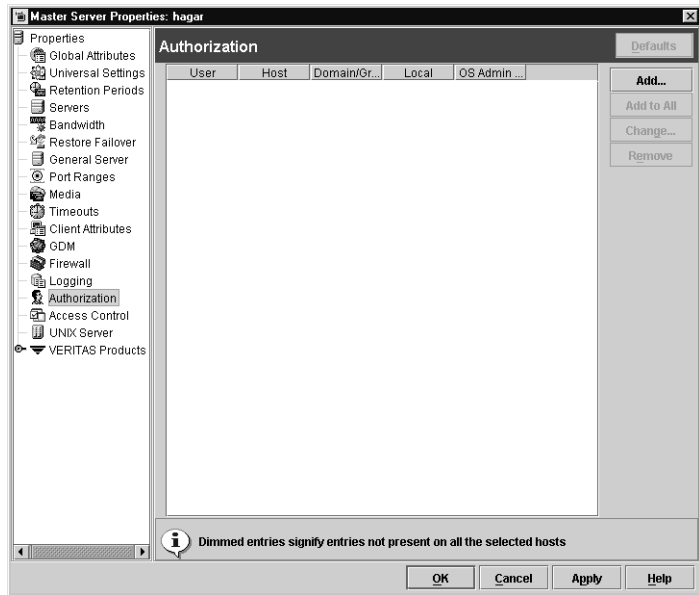 Master Server Properties: hagar
Properties
Global Attributes
Universal Settings
Retention Periods
Servers
Bandwidth
Restore Failover
General Server
Port Ranges
Media
Timeouts
Client Attributes
GDM
Firewall
Logging
Authorization
Access Control
UNIX Server
VERITAS Products
Authorization
Defaults
User Host Domain/Gr... Local OS Admin ...
Add...
Add to All
Change...
Remove
Dimmed entries signify entries not present on all the selected hosts
OK Cancel Apply Help